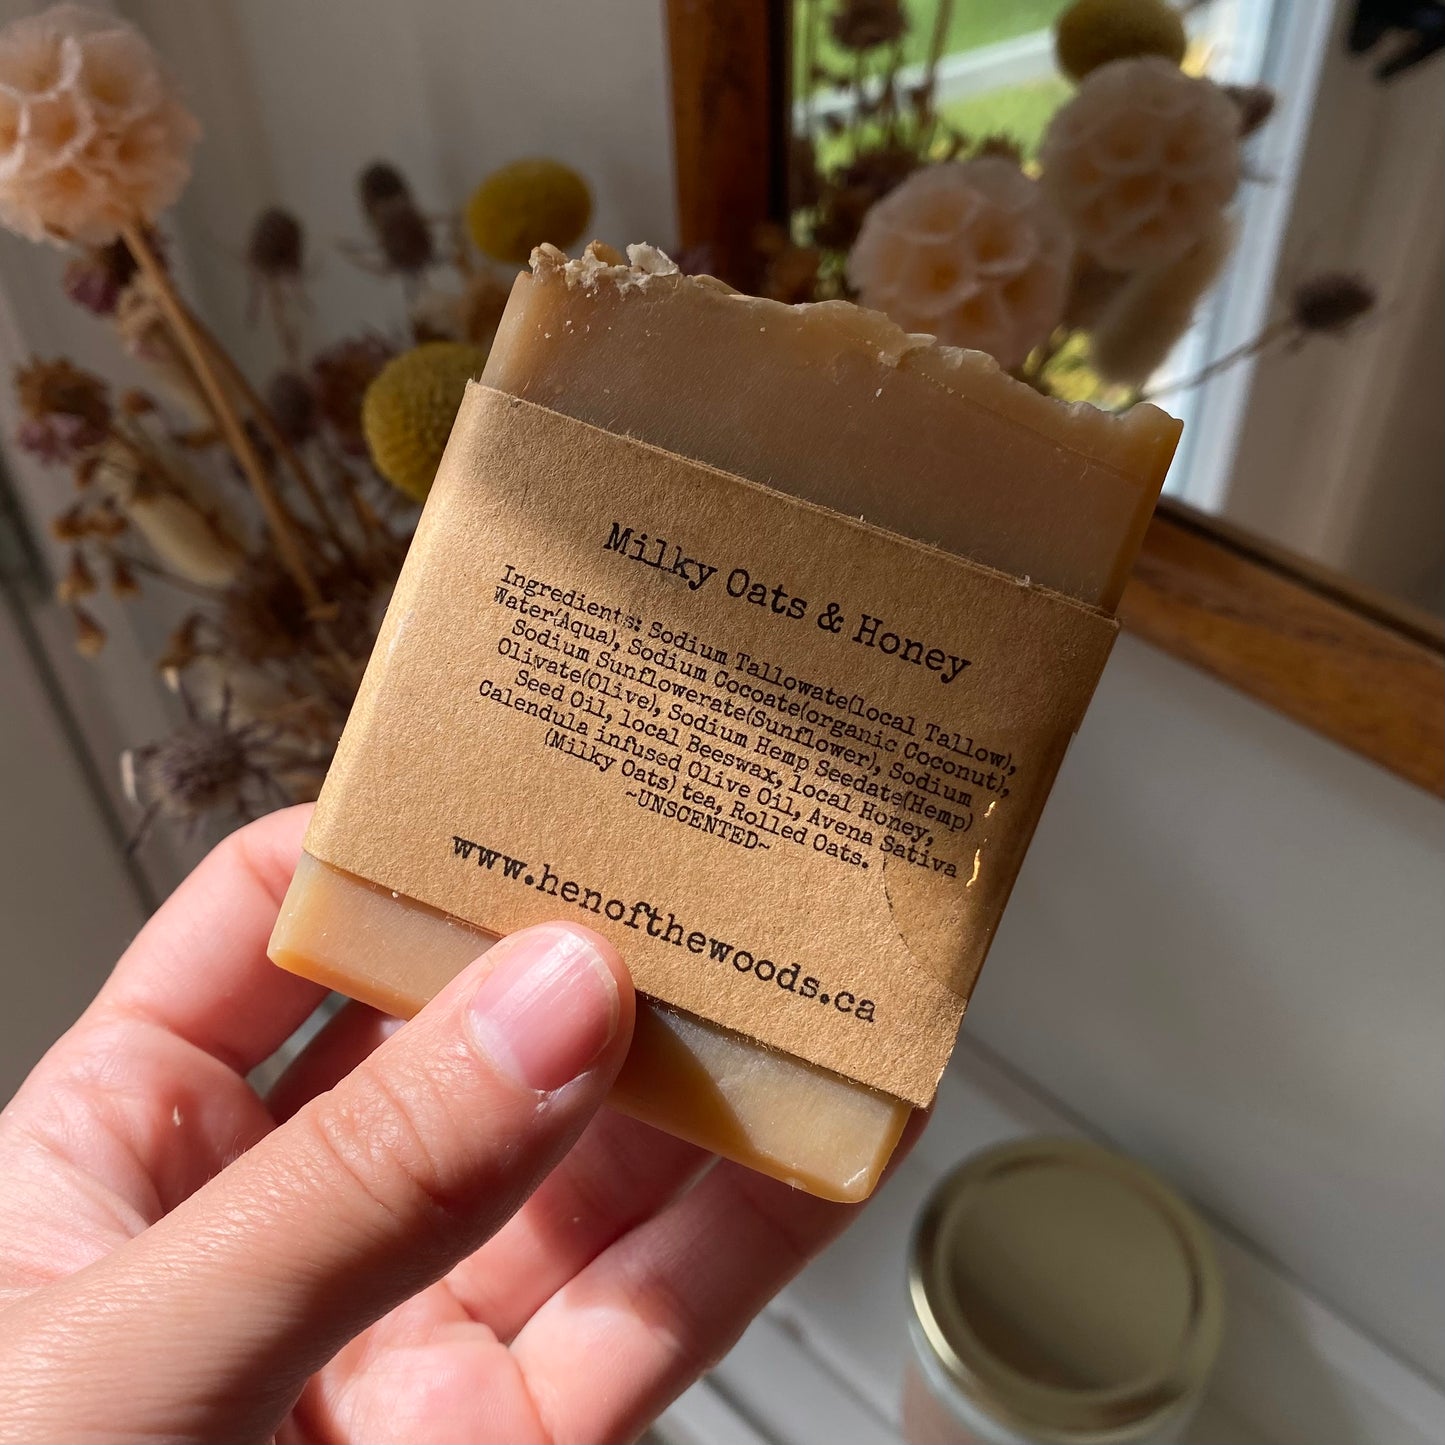 Milky Oats & Honey
Ingredients: Sodium Tallowate(local Tallow),
Water(Aqua), Sodium Cocoate(organic Coconut),
Sodium Sunflowerate(Sunflower), Sodium
Olivate(Olive), Sodium Hemp Seedate(Hemp)
Seed Oil, local Beeswax, local Honey,
Calendula infused Olive Oil, Avena Sativa
(Milky Oats) tea, Rolled Oats.
~UNSCENTED~
www.henofthewoods.ca